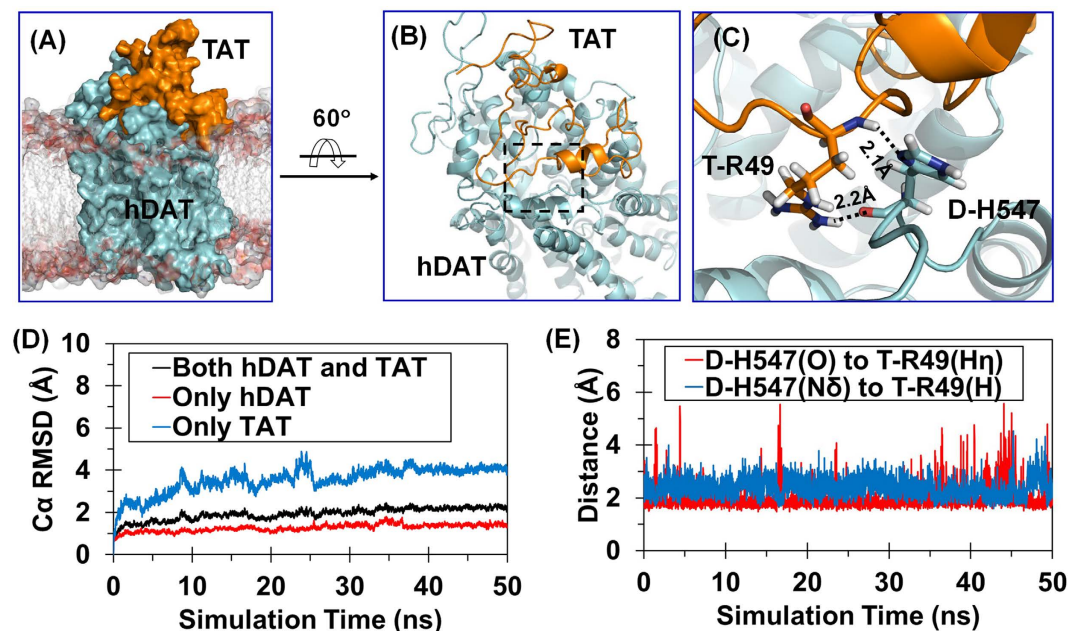 (A)
TAT
hDAT
60°
(B)
TAT
hDAT
(C)
T-R49
2.1Å
2.2Å
D-H547
(D)
10
8
6
4
2
0
Cα RMSD (Å)
Both hDAT and TAT
Only hDAT
Only TAT
0 10 20 30 40 50
Simulation Time (ns)
(E)
8
6
4
2
0
Distance (Å)
D-H547(O) to T-R49(Hη)
D-H547(Nδ) to T-R49(H)
0 10 20 30 40 50
Simulation Time (ns)